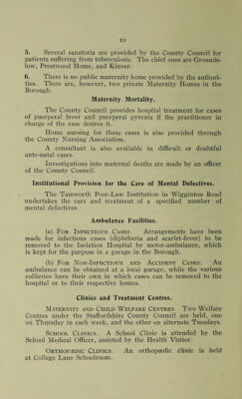 20
5. Several sanatoria are provided by the County Council for
patients suffering from tuberculosis. The chief ones are Grounds-
low, Prestwood Home, and Kinver.
6. There is no public maternity home provided by the authori-
ties. There are, however, two private Maternity Homes in the
Borough.
Maternity Mortality.
The County Council provides hospital treatment for cases
of puerperal fever and puerperal pyrexia if the practitioner in
charge of the case desires it.
Home nursing for these cases is also provided through
the County Nursing Association.
A consultant is also available in difficult or doubtful
ante-natal cases.
Investigations into maternal deaths are made by an officer
of the County Council.
Institutional Provision for the Care of Mental Defectives.
The Tamworth Poor-Law Institution in Wigginton Road
undertakes the care and treatment of a specified number of
mental defectives.
Ambulance Facilities.
(a) FOR INFECTIOUS CASES. Arrangements have been
made for infectious cases (diphtheria and scarlet-fever) to be
removed to the Isolation Hospital by motor-ambulance, which
is kept for the purpose in a garage in the Borough.
(b) FOR NON-INFECTIOUS AND ACCIDENT CASES. An
ambulance can be obtained at a local garage, while the various
collieries have their own in which cases can be removed to the
hospital or to their respective homes.
Clinics and Treatment Centres.
MATERNITY AND CHILD WELFARE CENTRES. Two Welfare
Centres under the Staffordshire County Council are held, one
on Thursday in each week, and the other on alternate Tuesdays.
SCHOOL CLINICS. A School Clinic is attended by the
School Medical Officer, assisted by the Health Visitor.
ORTHOPÆDIC CLINICS. An orthopædic clinic is held
at College Lane Schoolroom.